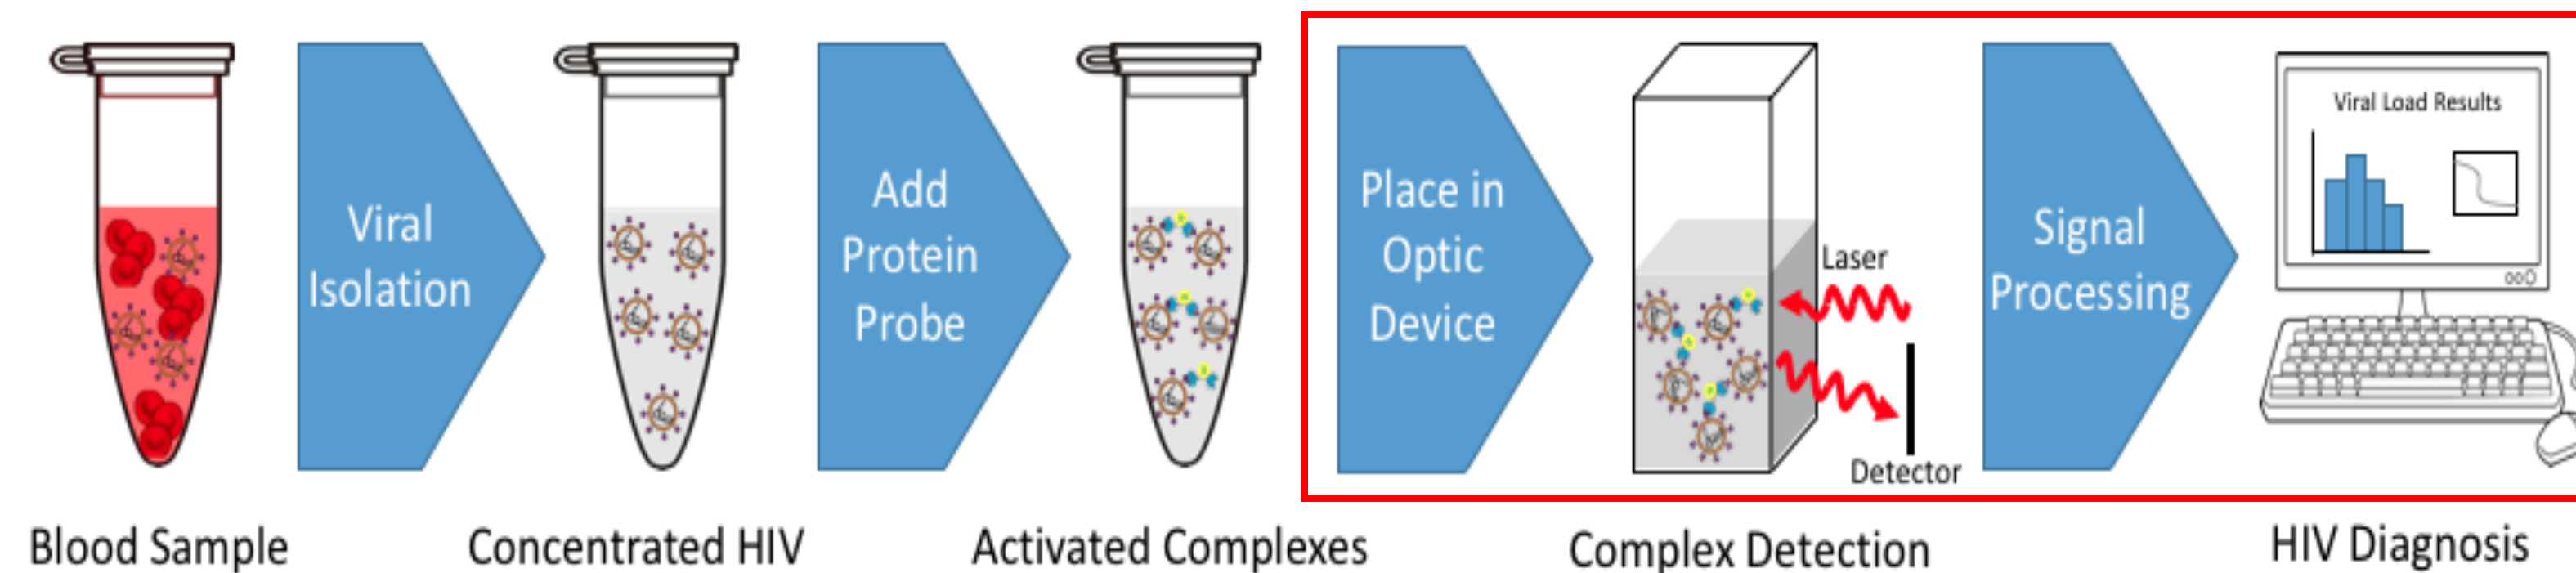 Viral
Isolation
Add
Protein
Probe
Place in
Optic
Device
Laser
Detector
Signal
Processing
Viral Load Results
Blood Sample
Concentrated HIV
Activated Complexes
Complex Detection
HIV Diagnosis